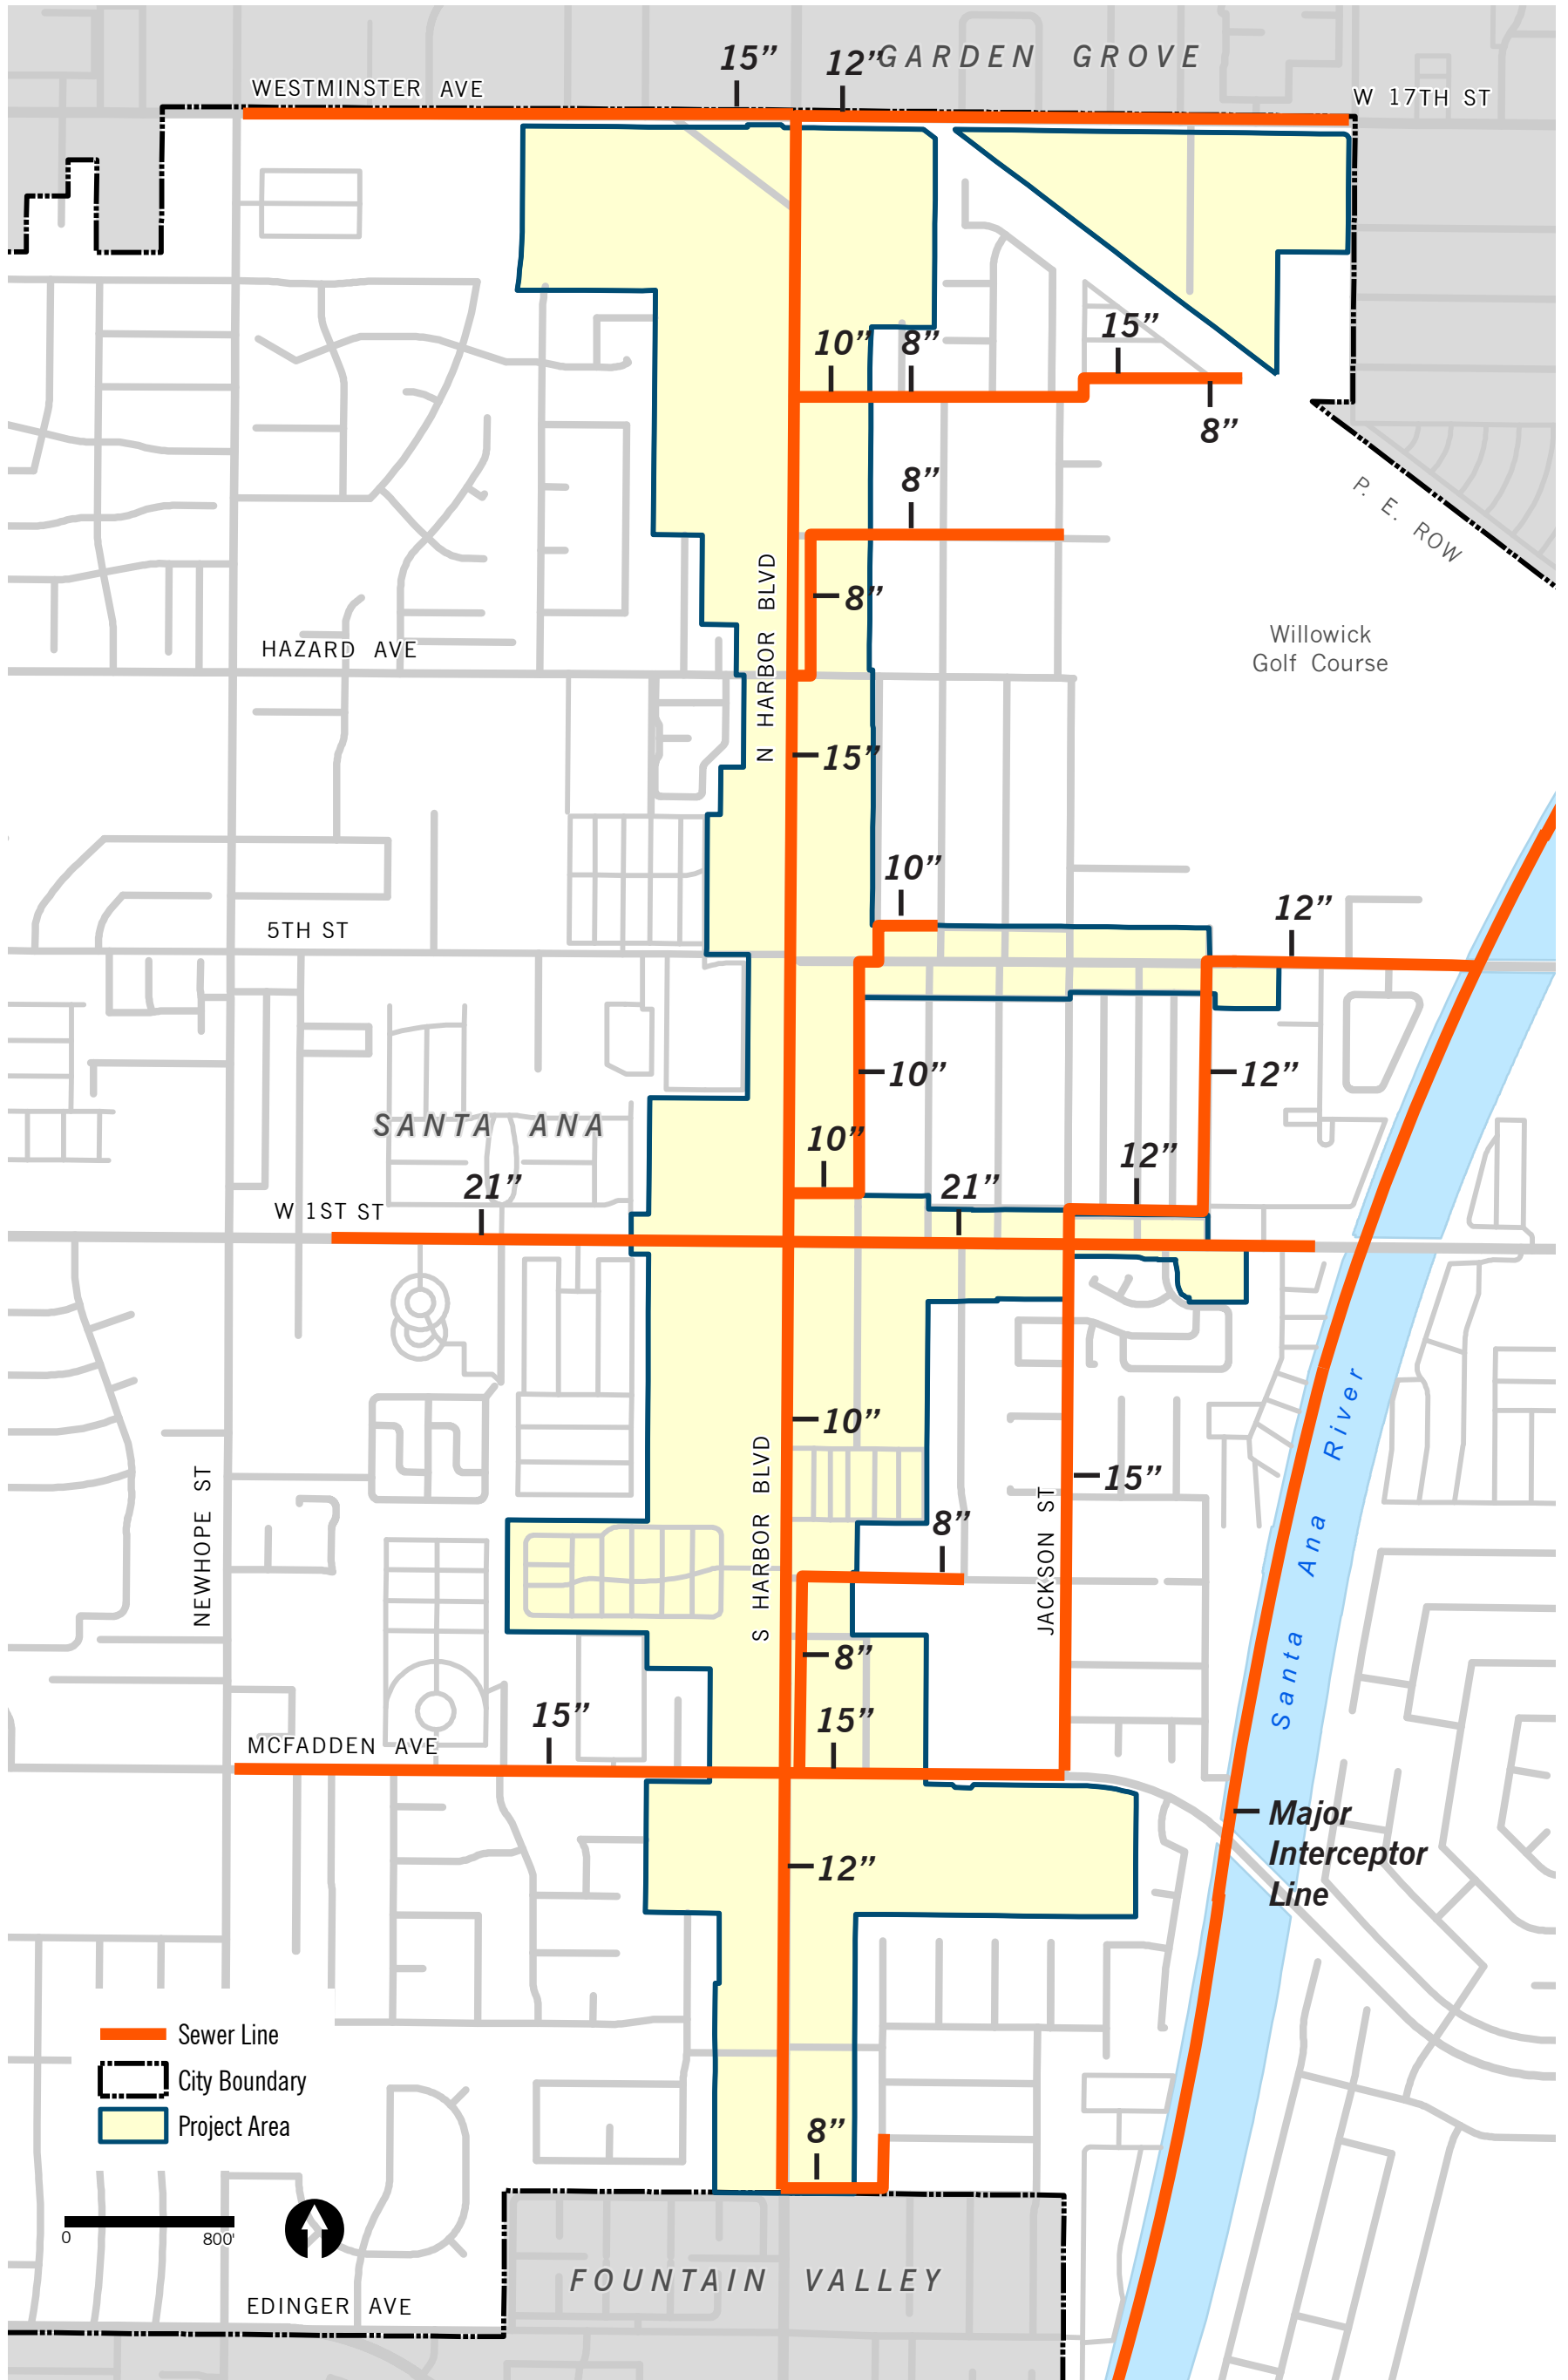 15”
12”
GARDEN GROVE
WESTMINSTER AVE
W 17TH ST
15”
10”
8”
8”
8”
P. E. ROW
8”
Willowick
Golf Course
HAZARD AVE
N HARBOR BLVD
15”
10”
12”
5TH ST
10”
12”
SANTA ANA
10”
12”
21”
21”
W 1ST ST
10”
Santa Ana River
15”
NEWHOPE ST
S HARBOR BLVD
JACKSON ST
8”
8”
15”
15”
MCFADDEN AVE
Major
Interceptor
Line
12”
Sewer Line
City Boundary
Project Area
8”
0
800'
FOUNTAIN VALLEY
EDINGER AVE